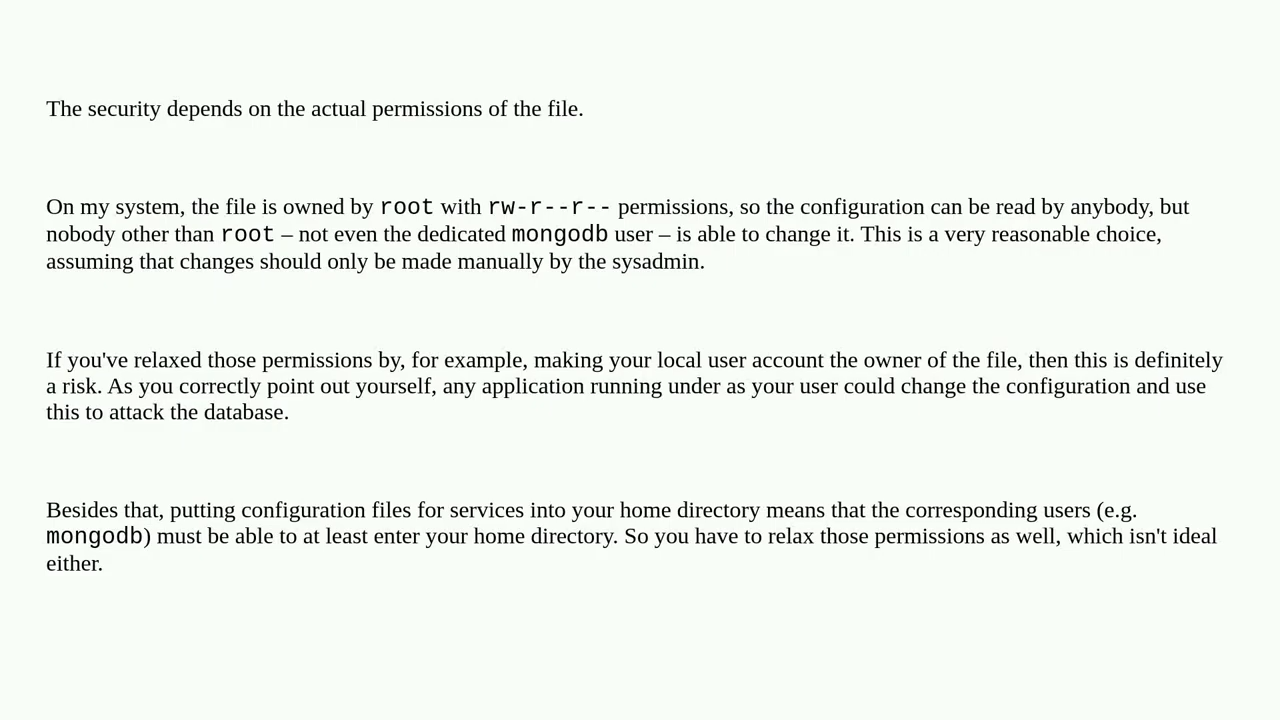 The security depends on the actual permissions of the file.
On my system, the file is owned by root with rw-r--r-- permissions, so the configuration can be read by anybody, but
nobody other than root – not even the dedicated mongodb user – is able to change it. This is a very reasonable choice,
assuming that changes should only be made manually by the sysadmin.
If you've relaxed those permissions by, for example, making your local user account the owner of the file, then this is definitely
a risk. As you correctly point out yourself, any application running under as your user could change the configuration and use
this to attack the database.
Besides that, putting configuration files for services into your home directory means that the corresponding users (e.g.
mongodb) must be able to at least enter your home directory. So you have to relax those permissions as well, which isn't ideal
either.